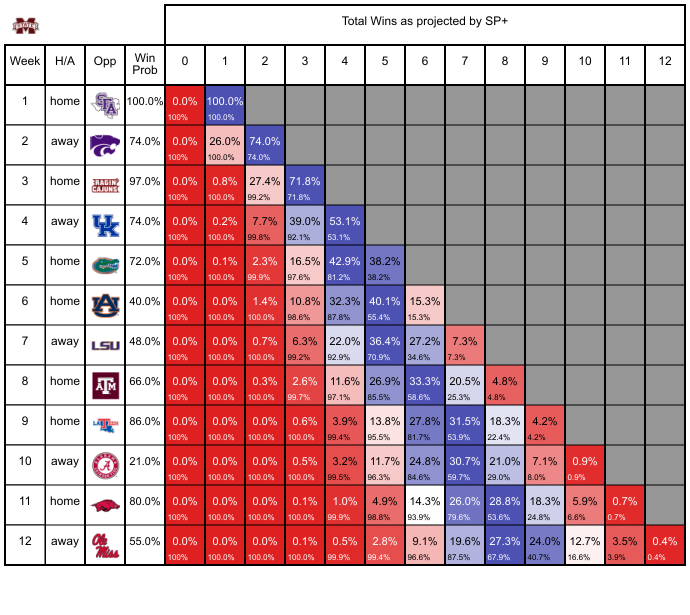 STATE
Total Wins as projected by SP+
Week H/A Opp Win Prob 0 1 2 3 4 5 6 7 8 9 10 11 12
1 home SFA 100.0% 0.0% 100.0%
100% 100.0%
2 away 74.0% 0.0% 26.0% 74.0%
100% 100.0% 74.0%
3 home RAGIN CAJUNS 97.0% 0.0% 0.8% 27.4% 71.8%
100% 100.0% 99.2% 71.8%
4 away UK 74.0% 0.0% 0.2% 7.7% 39.0% 53.1%
100% 100.0% 99.8% 92.1% 53.1%
5 home Gators 72.0% 0.0% 0.1% 2.3% 16.5% 42.9% 38.2%
100% 100.0% 99.9% 97.6% 81.2% 38.2%
6 home AU 40.0% 0.0% 0.0% 1.4% 10.8% 32.3% 40.1% 15.3%
100% 100.0% 100.0% 98.6% 87.8% 55.4% 15.3%
7 away LSU 48.0% 0.0% 0.0% 0.7% 6.3% 22.0% 36.4% 27.2% 7.3%
100% 100.0% 100.0% 99.2% 92.9% 70.9% 34.6% 7.3%
8 home ATM 66.0% 0.0% 0.0% 0.3% 2.6% 11.6% 26.9% 33.3% 20.5% 4.8%
100% 100.0% 100.0% 99.7% 97.1% 85.5% 58.6% 25.3% 4.8%
9 home LA TECH 86.0% 0.0% 0.0% 0.0% 0.6% 3.9% 13.8% 27.8% 31.5% 18.3% 4.2%
100% 100.0% 100.0% 100.0% 99.4% 95.5% 81.7% 53.9% 22.4% 4.2%
10 away A 21.0% 0.0% 0.0% 0.0% 0.5% 3.2% 11.7% 24.8% 30.7% 21.0% 7.1% 0.9%
100% 100.0% 100.0% 100.0% 99.5% 96.3% 84.6% 59.7% 29.0% 8.0% 0.9%
11 home 80.0% 0.0% 0.0% 0.0% 0.1% 1.0% 4.9% 14.3% 26.0% 28.8% 18.3% 5.9% 0.7%
100% 100.0% 100.0% 100.0% 99.9% 98.8% 93.9% 79.6% 53.6% 24.8% 6.6% 0.7%
12 away Ole Miss 55.0% 0.0% 0.0% 0.0% 0.1% 0.5% 2.8% 9.1% 19.6% 27.3% 24.0% 12.7% 3.5% 0.4%
100% 100.0% 100.0% 100.0% 99.9% 99.4% 96.6% 87.5% 67.9% 40.7% 16.6% 3.9% 0.4%